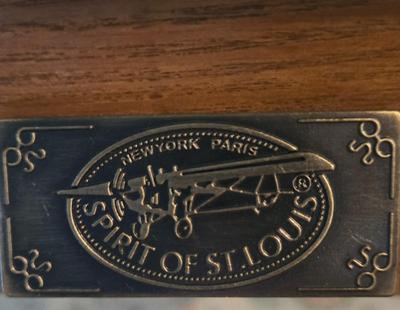 NEWYORK PARIS
SPIRIT OF ST. LOUIS ®